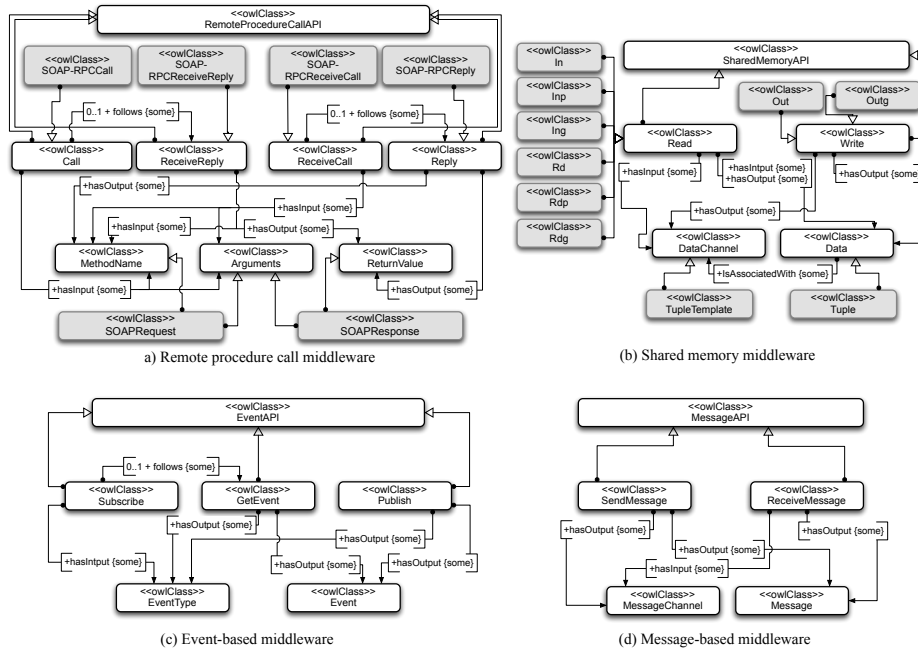 <<owlClass>>
RemoteProcedureCallAPI
<<owlClass>>
SOAP-RPCCall
<<owlClass>>
SOAP-
RPCReceiveReply
<<owlClass>>
SOAP-
RPCReceiveCall
<<owlClass>>
SOAP-RPCReply
0..1 + follows {some}
0..1 + follows {some}
<<owlClass>>
Call
<<owlClass>>
ReceiveReply
<<owlClass>>
ReceiveCall
<<owlClass>>
Reply
+hasOutput {some}
+hasInput {some}
+hasInput {some}
+hasOutput {some}
<<owlClass>>
MethodName
<<owlClass>>
Arguments
<<owlClass>>
ReturnValue
+hasInput {some}
+hasOutput {some}
<<owlClass>>
SOAPRequest
<<owlClass>>
SOAPResponse
a) Remote procedure call middleware
<<owlClass>>
In
<<owlClass>>
Inp
<<owlClass>>
Ing
<<owlClass>>
Rd
<<owlClass>>
Rdp
<<owlClass>>
Rdg
<<owlClass>>
SharedMemoryAPI
<<owlClass>>
Out
<<owlClass>>
Outg
<<owlClass>>
Read
<<owlClass>>
Write
+hasInput {some}
+hasIntput {some}
+hasOutput {some}
+hasOutput {some}
+hasOutput {some}
<<owlClass>>
DataChannel
<<owlClass>>
Data
+IsAssociatedWith {some}
<<owlClass>>
TupleTemplate
<<owlClass>>
Tuple
(b) Shared memory middleware
<<owlClass>>
EventAPI
0..1 + follows {some}
<<owlClass>>
Subscribe
<<owlClass>>
GetEvent
<<owlClass>>
Publish
+hasOutput {some}
+hasOutput {some}
+hasIntput {some}
+hasOutput {some}
+hasOutput {some}
<<owlClass>>
EventType
<<owlClass>>
Event
(c) Event-based middleware
<<owlClass>>
MessageAPI
<<owlClass>>
SendMessage
<<owlClass>>
ReceiveMessage
+hasOutput {some}
+hasOutput {some}
+hasOutput {some}
+hasInput {some}
<<owlClass>>
MessageChannel
<<owlClass>>
Message
(d) Message-based middleware